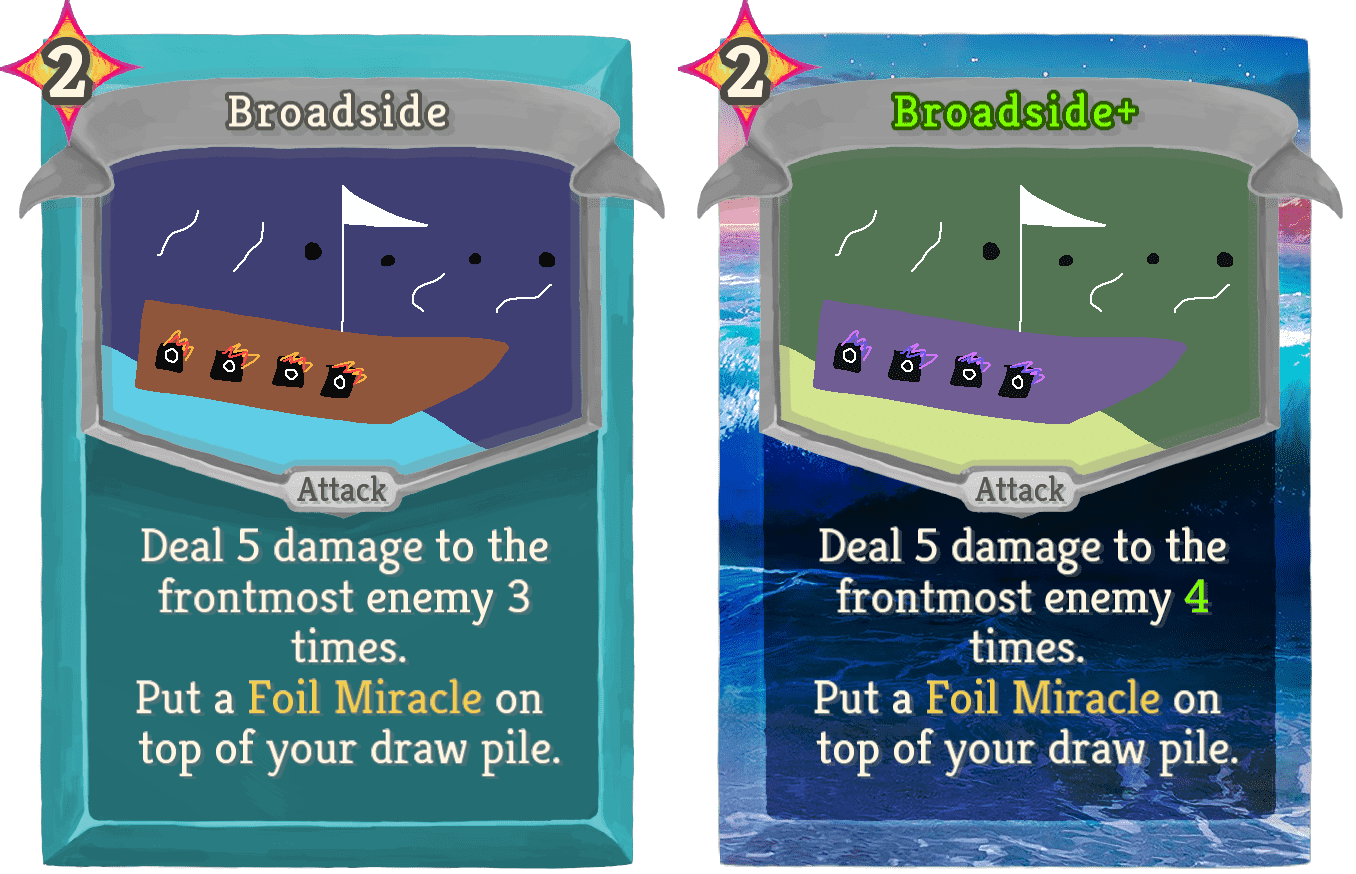 2
Broadside
Attack
Deal 5 damage to the
frontmost enemy 3
times.
Put a Foil Miracle on
top of your draw pile.
2
Broadside+
Attack
Deal 5 damage to the
frontmost enemy 4
times.
Put a Foil Miracle on
top of your draw pile.